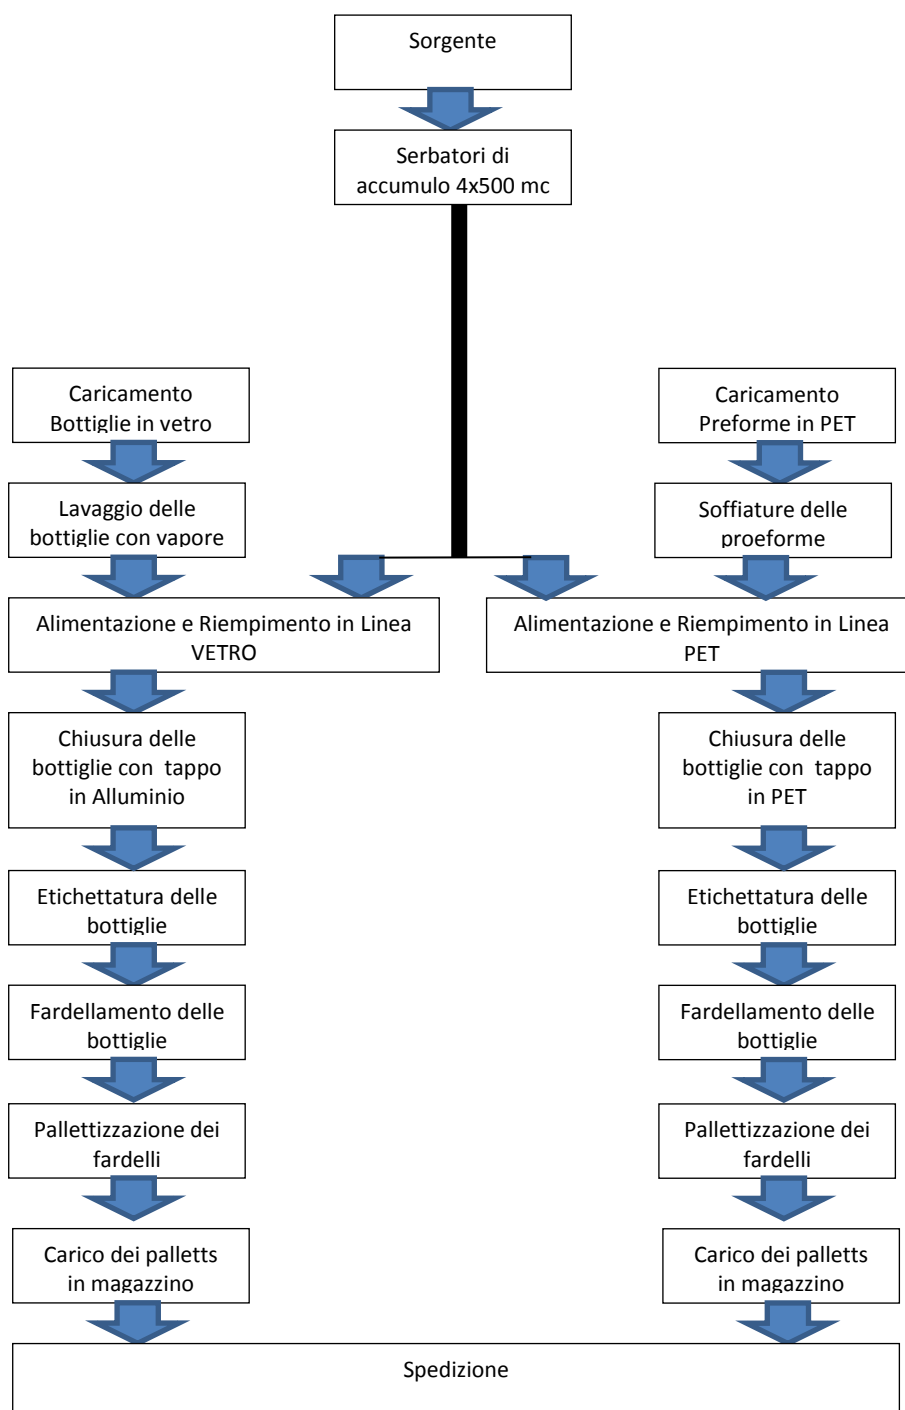 Sorgente
Serbatori di
accumulo 4x500 mc
Caricamento
Bottiglie in vetro
Caricamento
Preforme in PET
Lavaggio delle
bottiglie con vapore
Soffiature delle
proeforme
Alimentazione e Riempimento in Linea
VETRO
Alimentazione e Riempimento in Linea
PET
Chiusura delle
bottiglie con tappo
in Alluminio
Chiusura delle
bottiglie con tappo
in PET
Etichettatura delle
bottiglie
Etichettatura delle
bottiglie
Fardellamento delle
bottiglie
Fardellamento delle
bottiglie
Pallettizzazione dei
fardelli
Pallettizzazione dei
fardelli
Carico dei palletts
in magazzino
Carico dei palletts
in magazzino
Spedizione